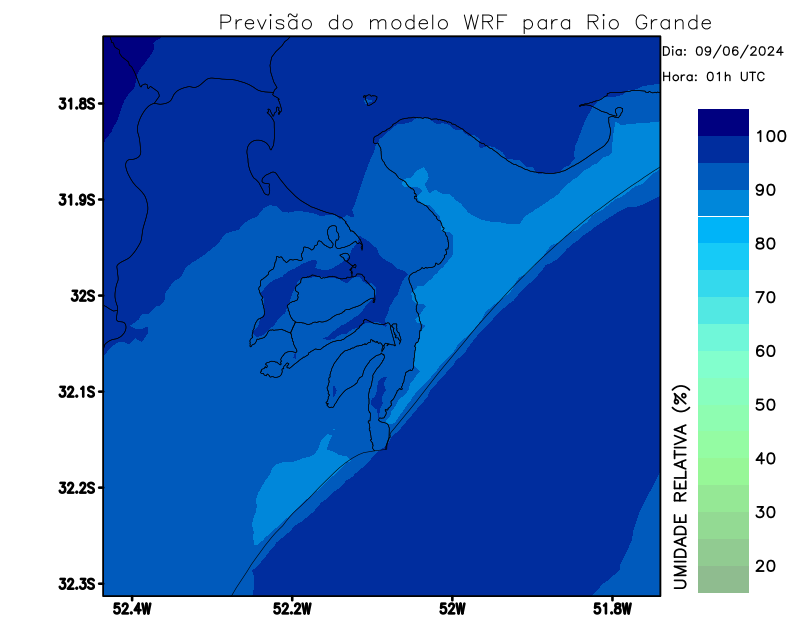 Previsão do modelo WRF para Rio Grande
Dia: 09/06/2024
Hora: 01h UTC
31.8S
31.9S
32S
32.1S
32.2S
32.3S
52.4W
52.2W
52W
51.8W
UMIDADE RELATIVA (%)
100
90
80
70
60
50
40
30
20